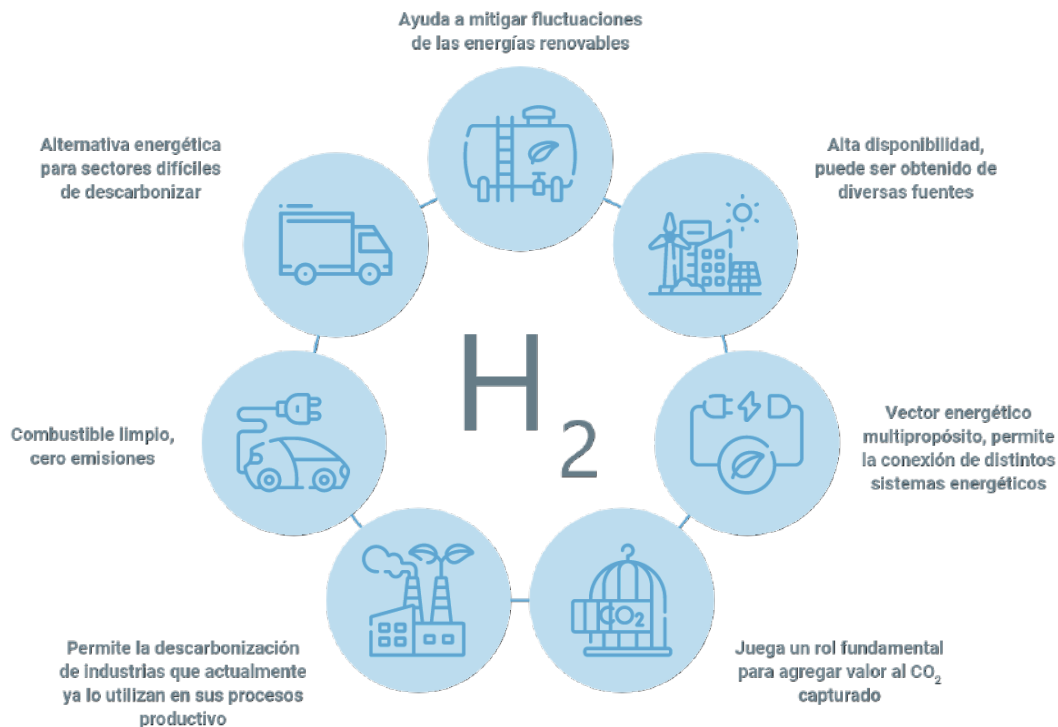 Ayuda a mitigar fluctuaciones
de las energías renovables
Alta disponibilidad,
puede ser obtenido de
diversas fuentes
Vector energético
multipropósito, permite
la conexión de distintos
sistemas energéticos
Juega un rol fundamental
para agregar valor al CO₂
capturado
Permite la descarbonización
de industrias que actualmente
ya lo utilizan en sus procesos
productivo
Combustible limpio,
cero emisiones
Alternativa energética
para sectores difíciles
de descarbonizar
H₂
CO₂